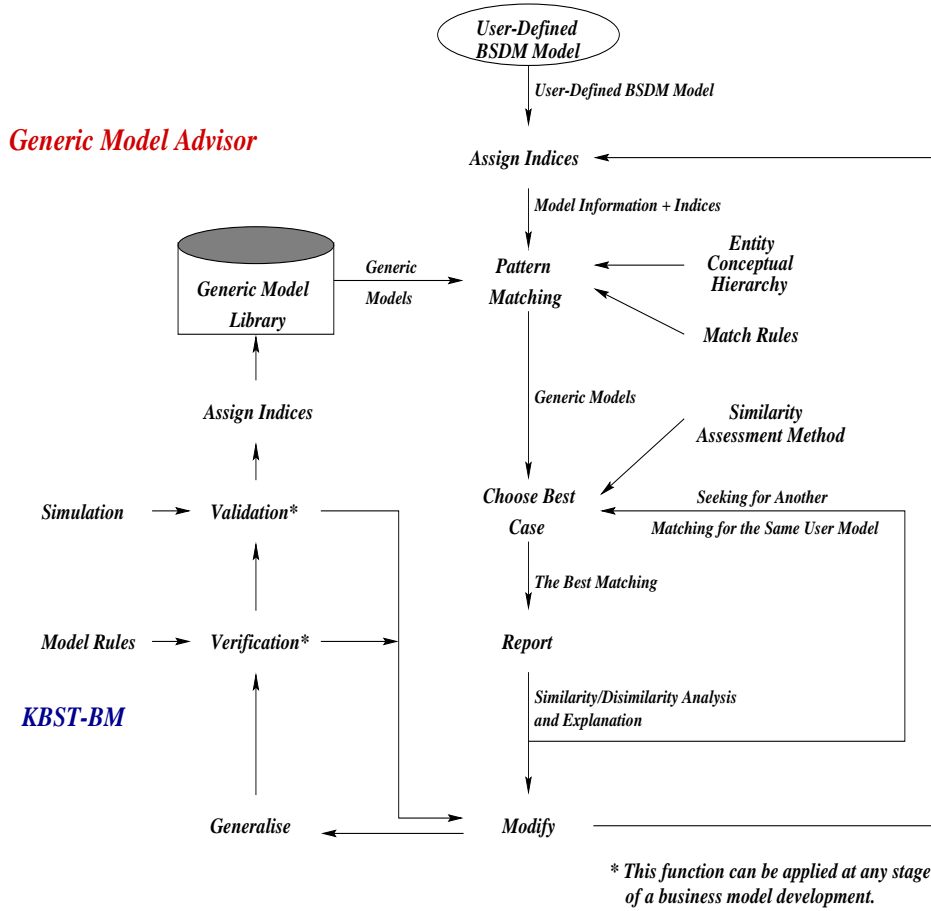 User-Defined
BSDM Model
User-Defined BSDM Model
Generic Model Advisor
Assign Indices
Model Information + Indices
Entity
Conceptual
Hierarchy
Generic
Models
Pattern
Matching
Generic Model
Library
Match Rules
Generic Models
Assign Indices
Similarity
Assessment Method
Choose Best
Case
Seeking for Another
Matching for the Same User Model
Simulation
Validation*
The Best Matching
Model Rules
Verification*
Report
Similarity/Disimilarity Analysis
and Explanation
KBST-BM
Generalise
Modify
* This function can be applied at any stage
of a business model development.